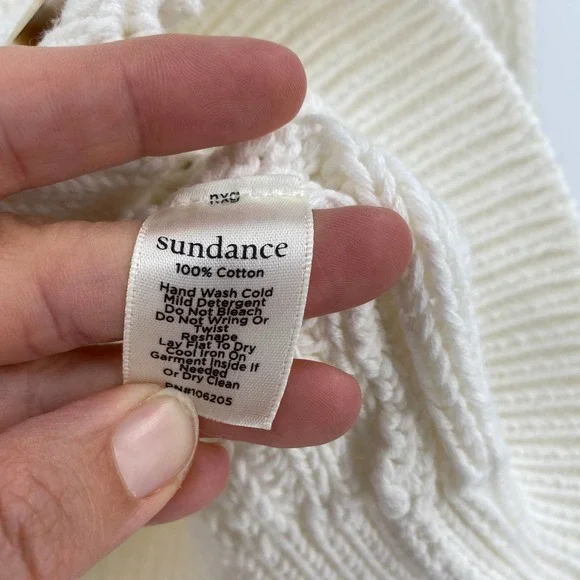 sundance
100% Cotton
Hand Wash Cold
Mild Detergent
Do Not Bleach
Do Not Wring Or
Twist
Reshape
Lay Flat To Dry
Cool Iron On
Garment Inside If
Needed
Or Dry Clean
RN#106205